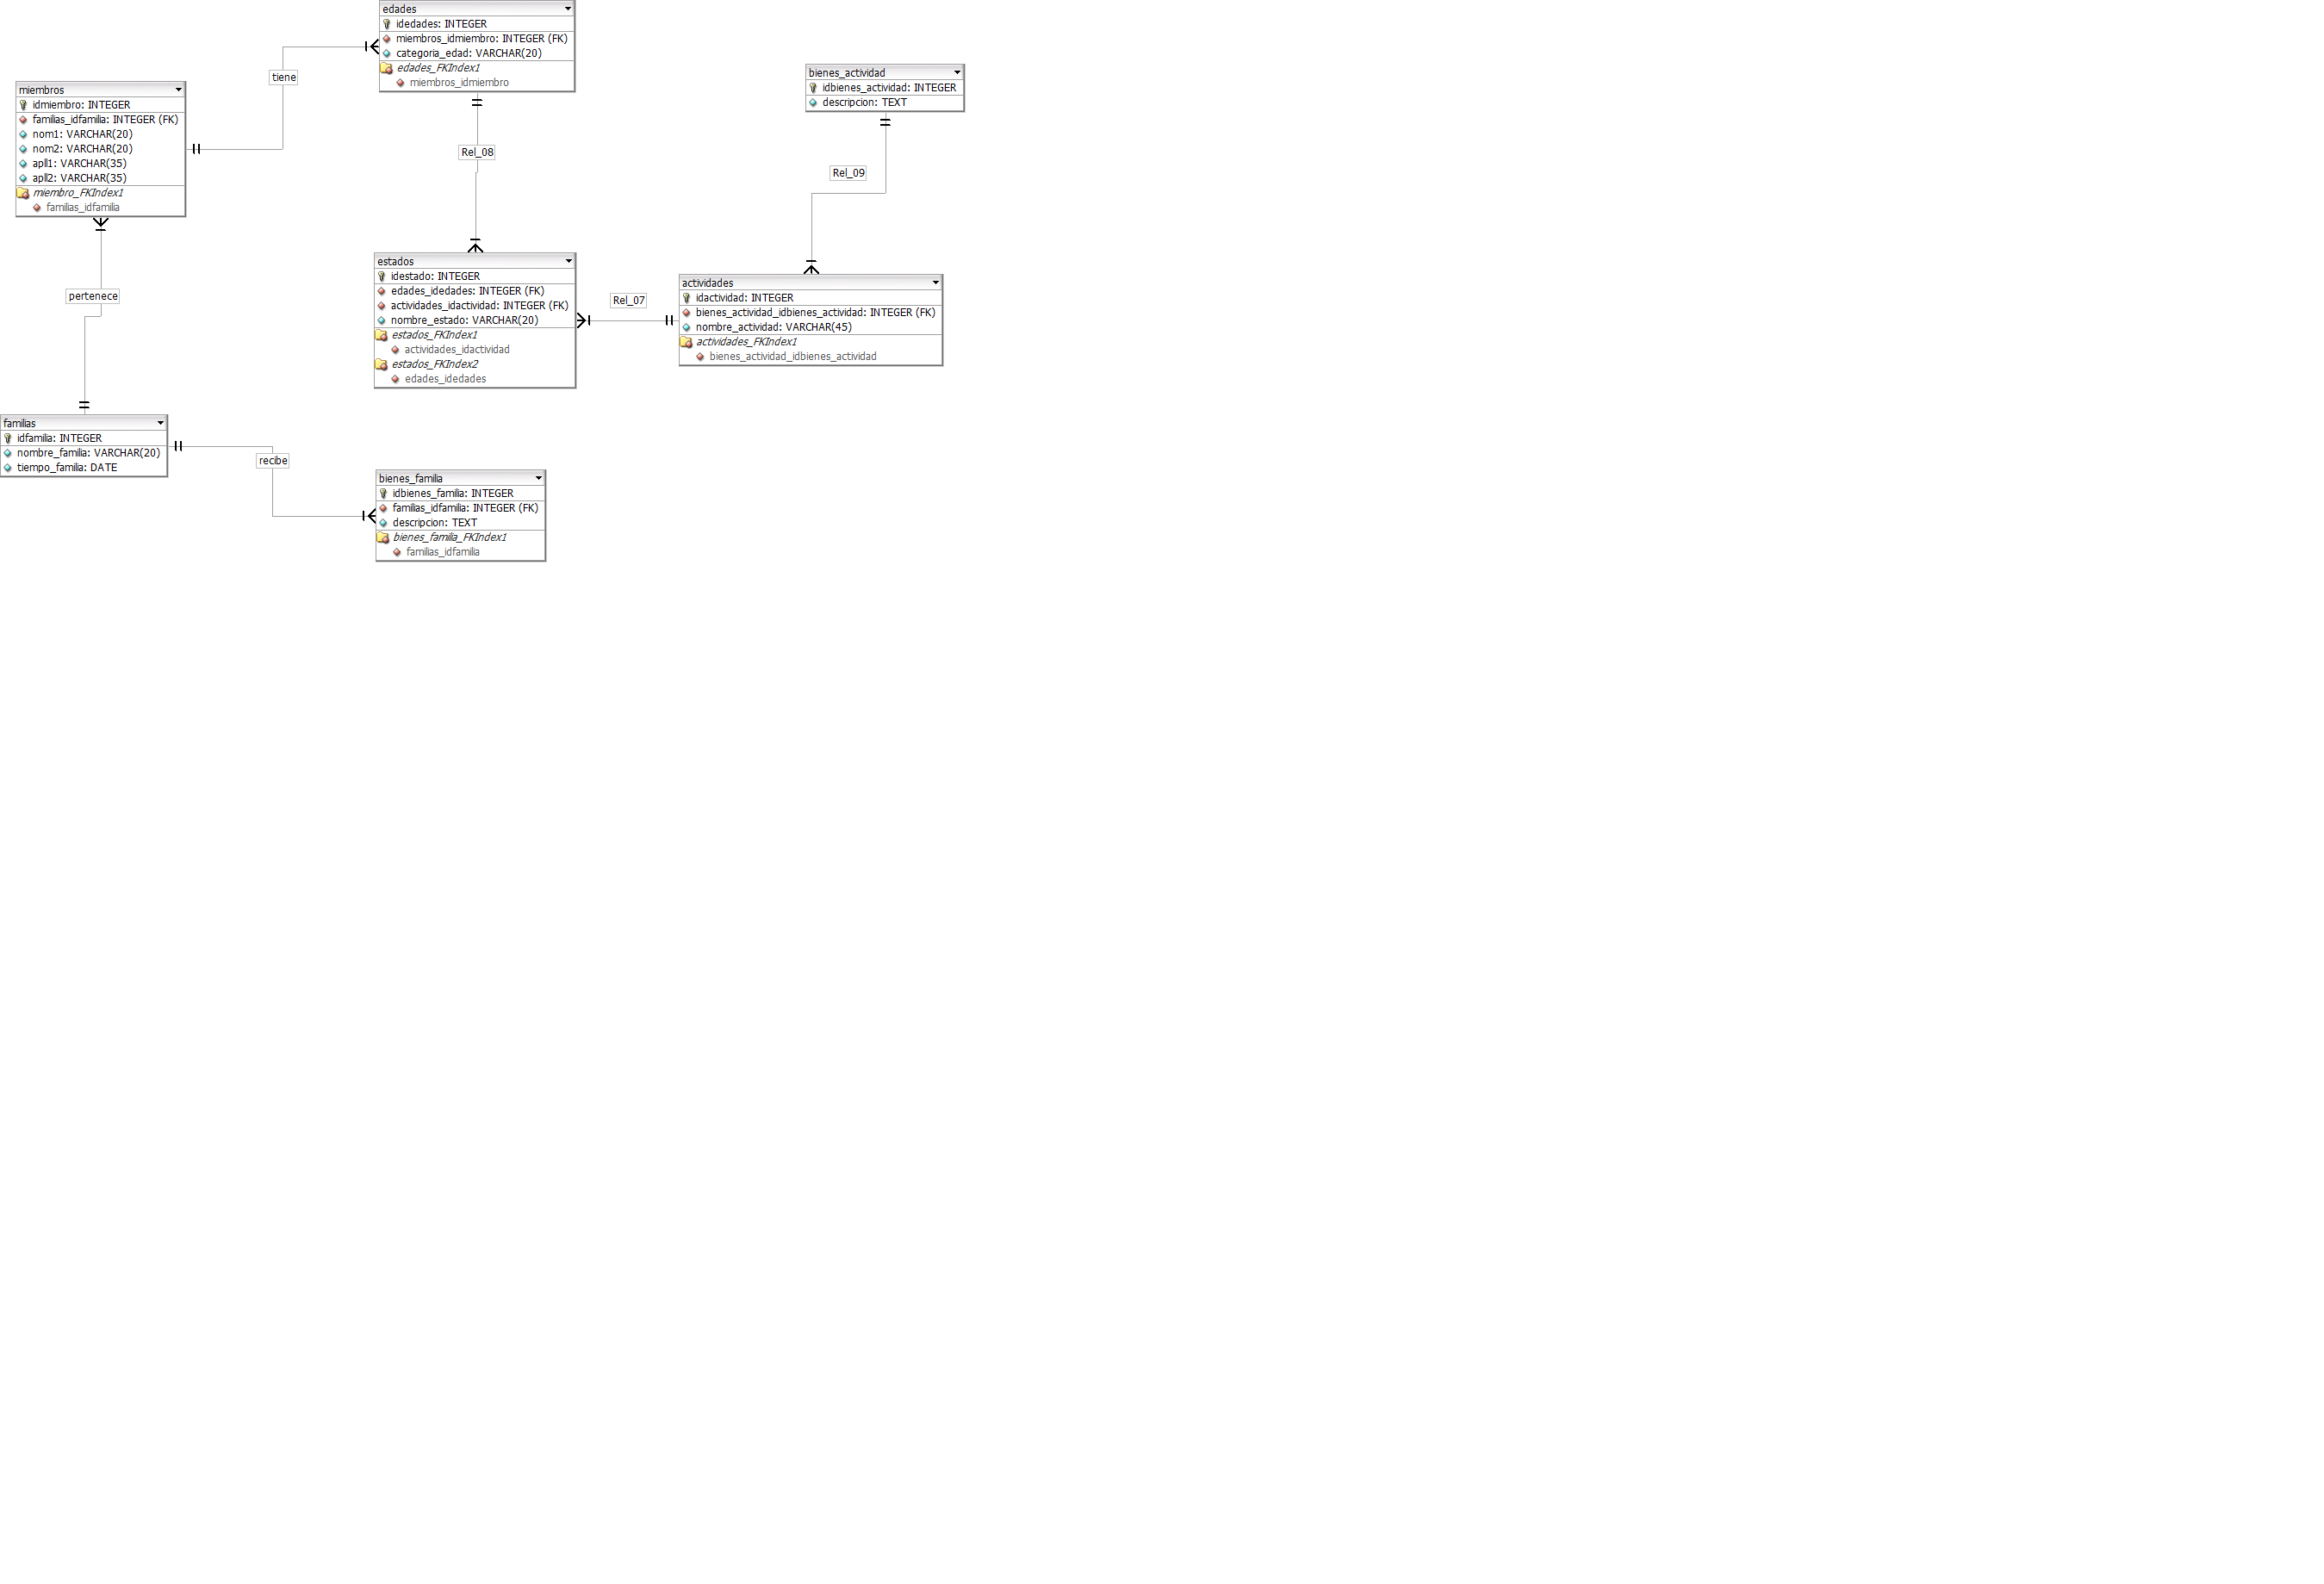 edades
idedades: INTEGER
miembros_idmiembro: INTEGER (FK)
categoria_edad: VARCHAR(20)
edades_FKIndex1
miembros_idmiembro
tiene
bienes_actividad
idbienes_actividad: INTEGER
descripcion: TEXT
miembros
idmiembro: INTEGER
familias_idfamilia: INTEGER (FK)
nom1: VARCHAR(20)
nom2: VARCHAR(20)
apll1: VARCHAR(35)
apll2: VARCHAR(35)
miembro_FKIndex1
familias_idfamilia
Rel_08
Rel_09
estados
idestado: INTEGER
edades_idedades: INTEGER (FK)
actividades_idactividad: INTEGER (FK)
nombre_estado: VARCHAR(20)
estados_FKIndex1
actividades_idactividad
estados_FKIndex2
edades_idedades
Rel_07
actividades
idactividad: INTEGER
bienes_actividad_idbienes_actividad: INTEGER (FK)
nombre_actividad: VARCHAR(45)
actividades_FKIndex1
bienes_actividad_idbienes_actividad
pertenece
familias
idfamilia: INTEGER
nombre_familia: VARCHAR(20)
tiempo_familia: DATE
recibe
bienes_familia
idbienes_familia: INTEGER
familias_idfamilia: INTEGER (FK)
descripcion: TEXT
bienes_familia_FKIndex1
familias_idfamilia